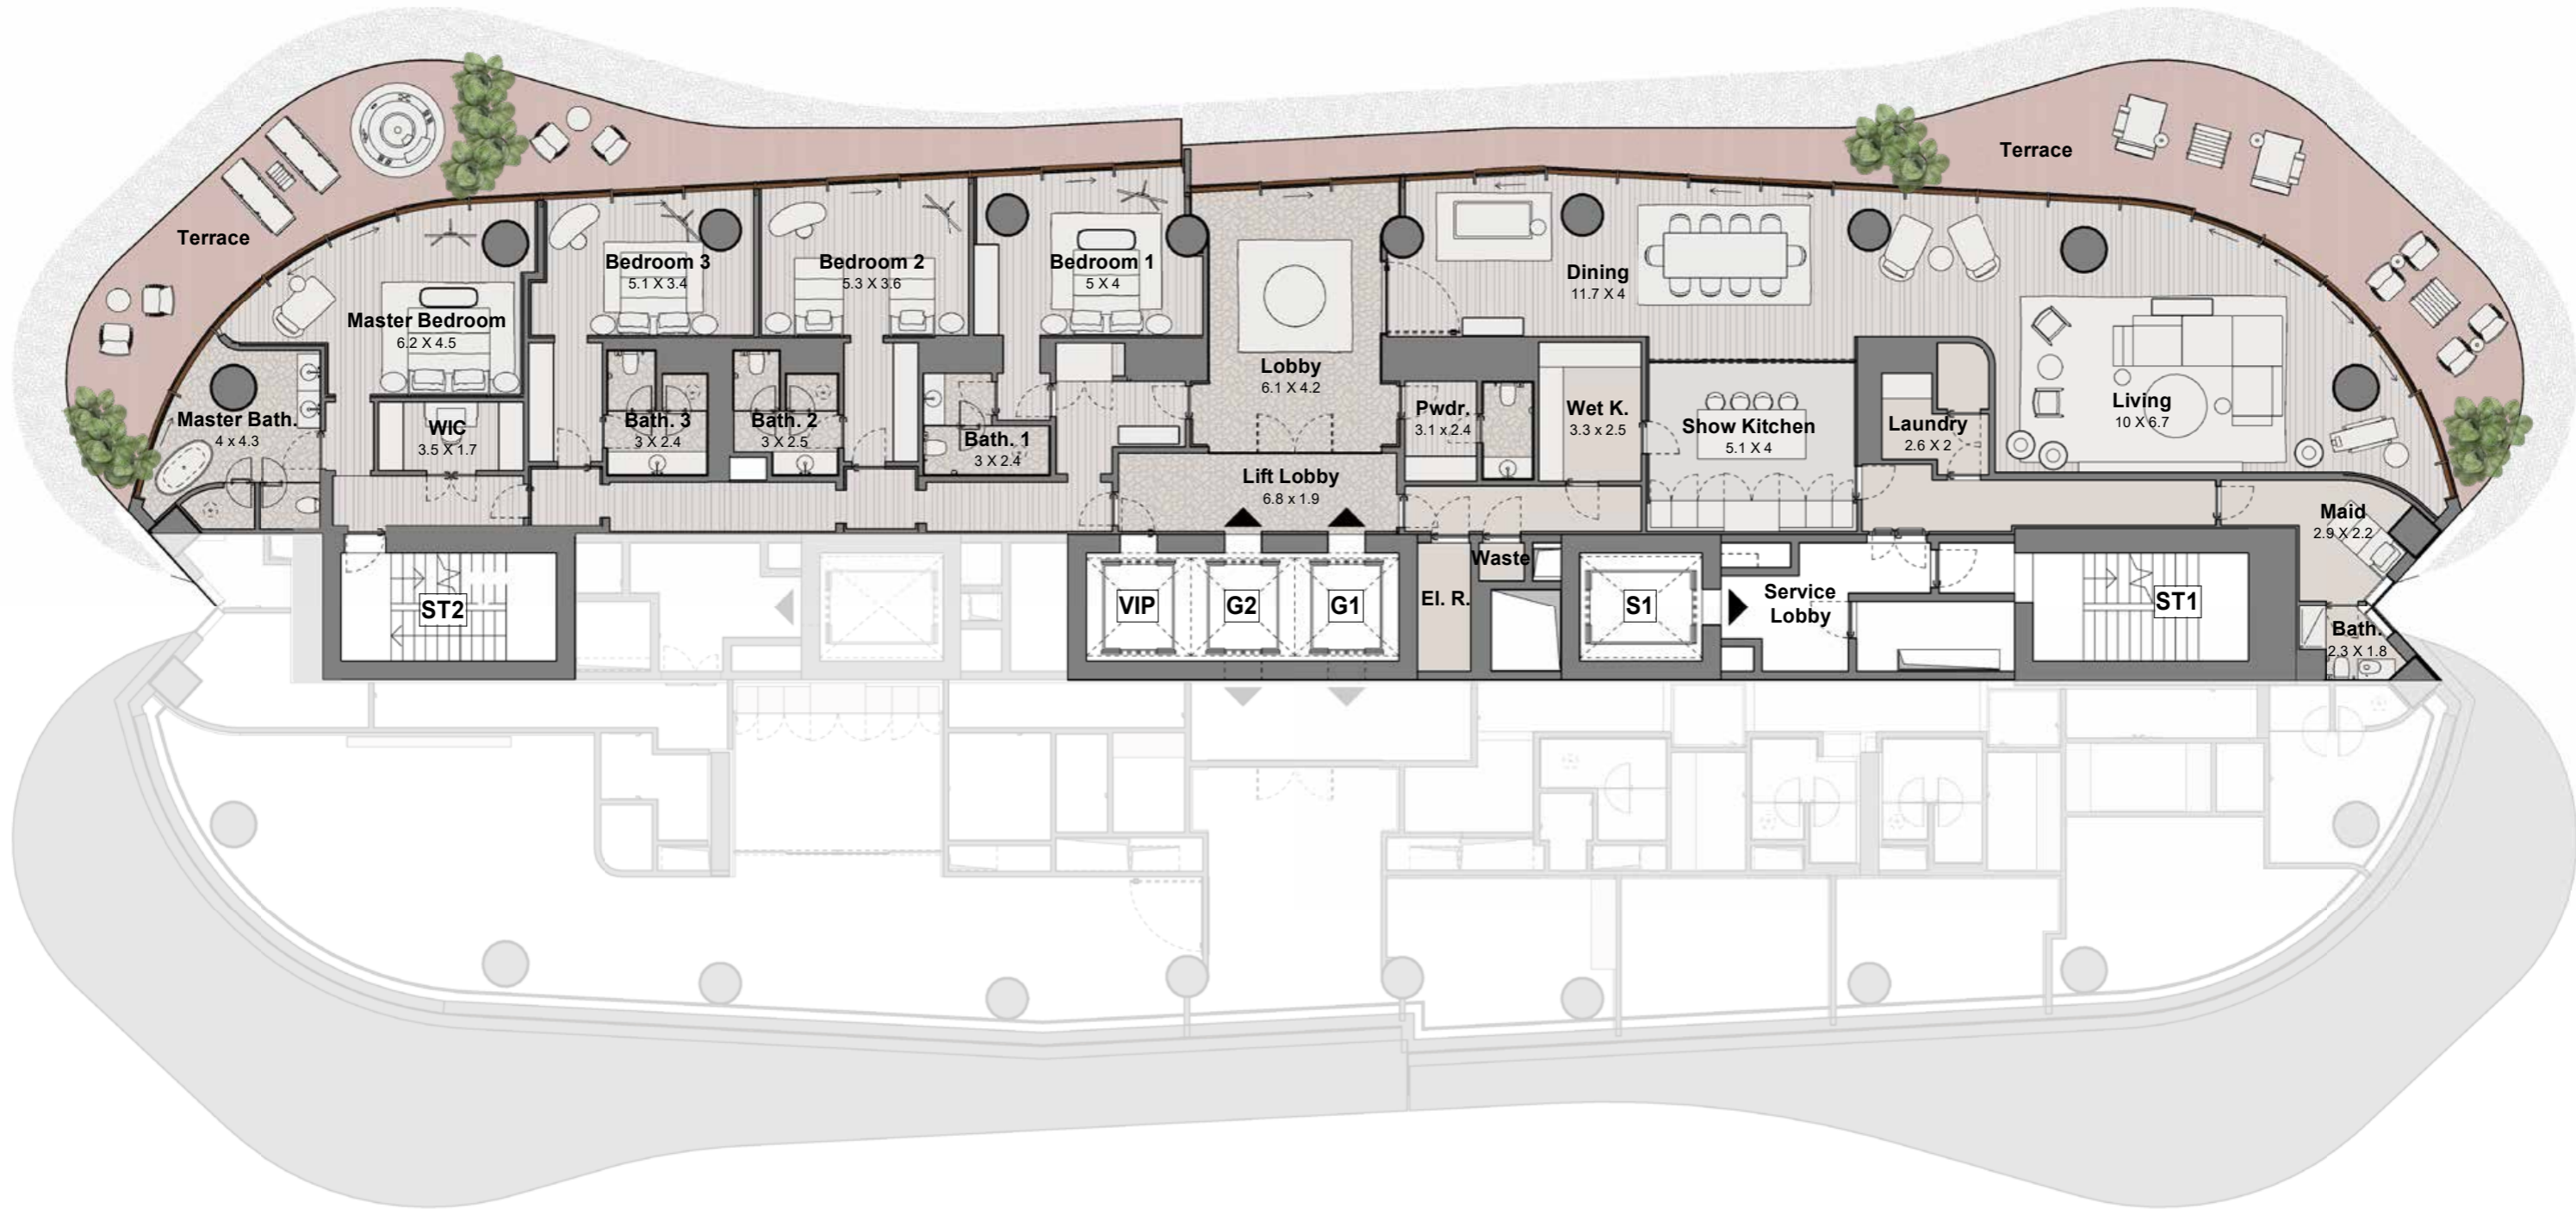 Terrace
Terrace
Master Bedroom
6.2 X 4.5
Bedroom 3
5.1 X 3.4
Bedroom 2
5.3 X 3.6
Bedroom 1
5 X 4
Lobby
6.1 X 4.2
Dining
11.7 X 4
Living
10 X 6.7
Master Bath.
4 x 4.3
WIC
3.5 X 1.7
Bath. 3
3 X 2.4
Bath. 2
3 X 2.5
Bath. 1
3 X 2.4
Lift Lobby
6.8 x 1.9
Pwdr.
3.1 x 2.4
Wet K.
3.3 x 2.5
Show Kitchen
5.1 X 4
Laundry
2.6 X 2
Maid
2.9 X 2.2
Bath.
2.3 X 1.8
ST2
VIP
G2
G1
El. R.
Waste
S1
Service
Lobby
ST1